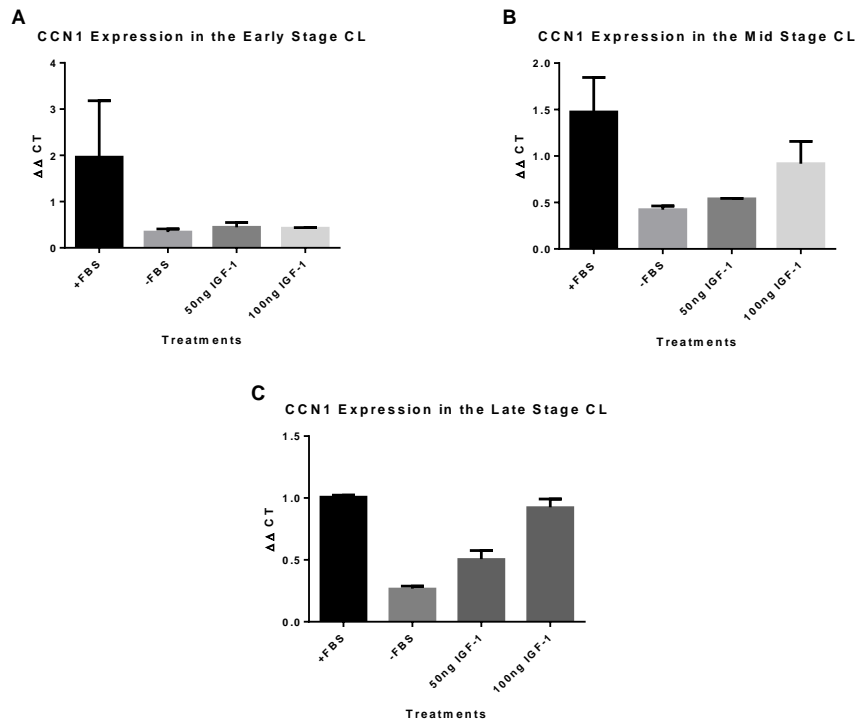 A
CCN1 Expression in the Early Stage CL
4
3
2
1
0
ΔΔ CT
+FBS
-FBS
50ng IGF-1
100ng IGF-1
Treatments
B
CCN1 Expression in the Mid Stage CL
2.0
1.5
1.0
0.5
0.0
ΔΔ CT
+FBS
-FBS
50ng IGF-1
100ng IGF-1
Treatments
C
CCN1 Expression in the Late Stage CL
1.5
1.0
0.5
0.0
ΔΔ CT
+FBS
-FBS
50ng IGF-1
100ng IGF-1
Treatments